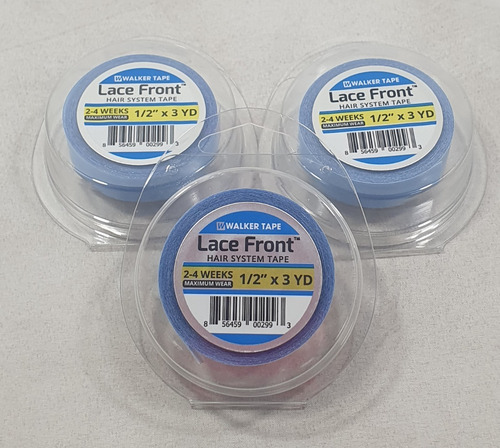 WALKER TAPE
Lace Front™
HAIR SYSTEM TAPE
2-4 WEEKS
MAXIMUM WEAR
1/2" x 3 YD
8 56459 00299 3
WALKER TAPE
Lace Front™
HAIR SYSTEM TAPE
2-4 WEEKS
MAXIMUM WEAR
1/2" x 3 YD
8 56459 00299 3
WALKER TAPE
Lace Front™
HAIR SYSTEM TAPE
2-4 WEEKS
MAXIMUM WEAR
1/2" x 3 YD
8 56459 00299 3